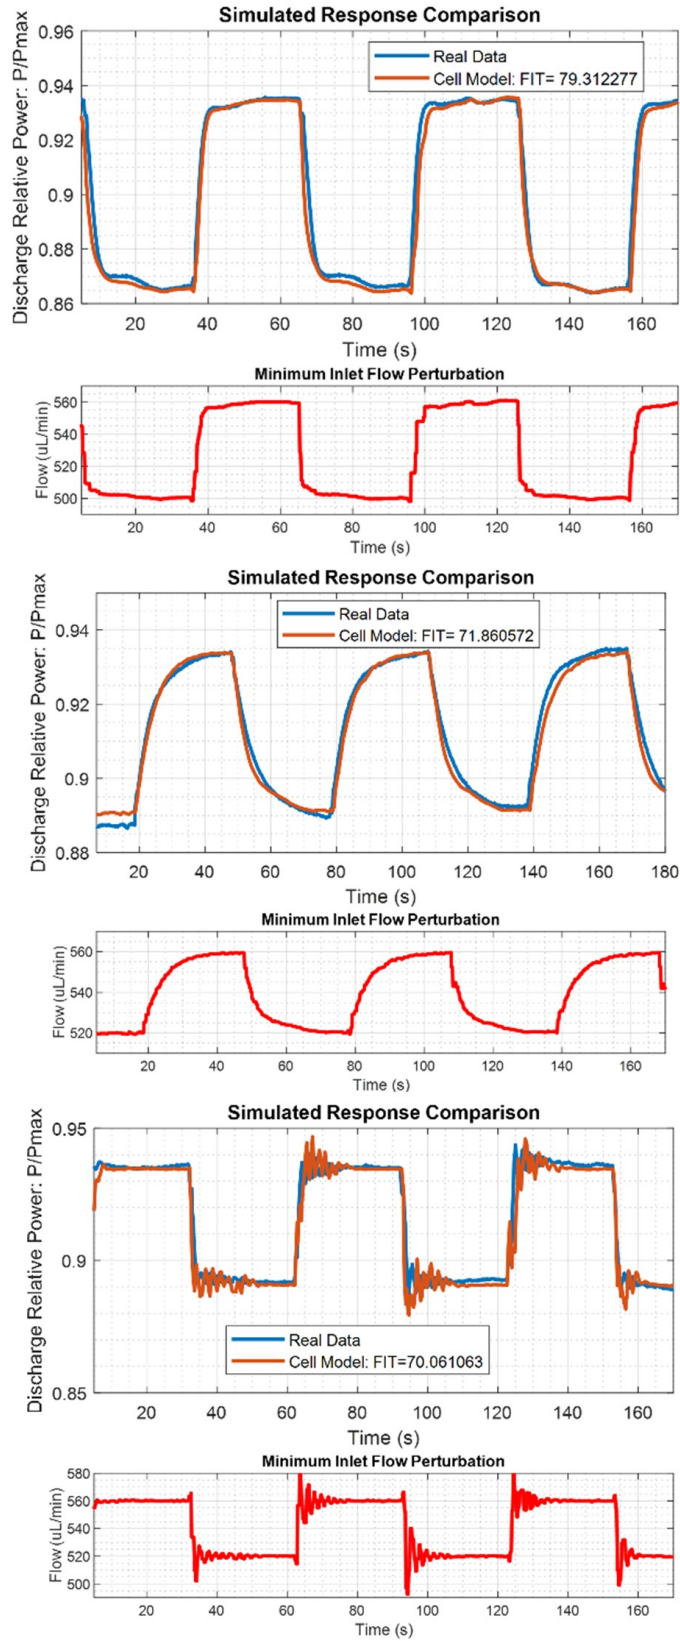 Simulated Response Comparison
0.96
0.94
0.92
0.9
0.88
0.86
Discharge Relative Power: P/Pmax
Real Data
Cell Model: FIT= 79.312277
20 40 60 80 100 120 140 160
Time (s)
Minimum Inlet Flow Perturbation
560
540
520
500
Flow (uL/min)
20 40 60 80 100 120 140 160
Time (s)
Simulated Response Comparison
0.94
0.92
0.9
0.88
Discharge Relative Power: P/Pmax
Real Data
Cell Model: FIT= 71.860572
20 40 60 80 100 120 140 160 180
Time (s)
Minimum Inlet Flow Perturbation
560
540
520
Flow (uL/min)
20 40 60 80 100 120 140 160
Time (s)
Simulated Response Comparison
0.95
0.9
0.85
Discharge Relative Power: P/Pmax
Real Data
Cell Model: FIT=70.061063
20 40 60 80 100 120 140 160
Time (s)
Minimum Inlet Flow Perturbation
580
560
540
520
500
Flow (uL/min)
20 40 60 80 100 120 140 160
Time (s)